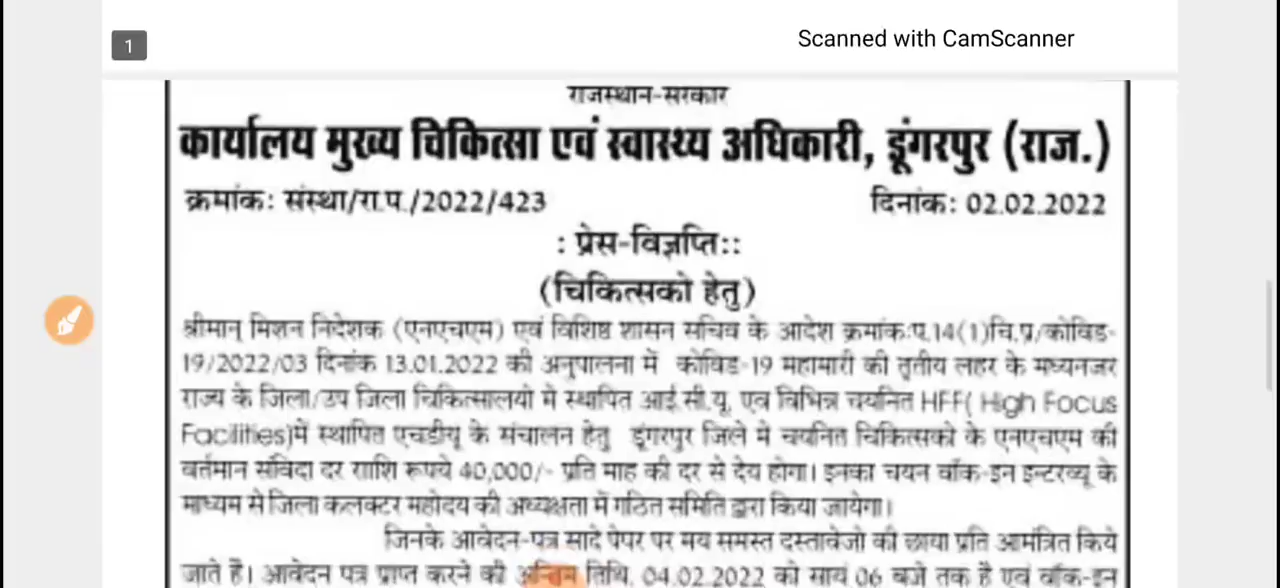 Scanned with CamScanner
1
राजस्थान-सरकार
कार्यालय मुख्य चिकित्सा एवं स्वास्थ्य अधिकारी, डूंगरपुर (राज.)
क्रमांक: संस्था/रा.प./2022/423 दिनांक: 02.02.2022
: प्रेस-विज्ञप्ति::
(चिकित्सको हेतु)
श्रीमान् मिशन निदेशक (एनएचएम) एवं विशिष्ठ शासन सचिव के आदेश क्रमांक:प.14(1)चि.प्र/कोविड-
19/2022/03 दिनांक 13.01.2022 की अनुपालना में कोविड-19 महामारी की तृतीय लहर के मध्यनजर
राज्य के जिला/उप जिला चिकित्सालयो मे स्थापित आई.सी.यू. एव विभिन्न चयनित HFF( High Focus
Facilities)में स्थापित एचडीयू के संचालन हेतु डूंगरपुर जिले मे चयनित चिकित्सको के एनएचएम की
वर्तमान संविदा दर राशि रूपये 40,000/- प्रति माह की दर से देय होगा। इनका चयन वॉक-इन इन्टरव्यू के
माध्यम से जिला कलक्टर महोदय की अध्यक्षता में गठित समिति द्वारा किया जायेगा।
जिनके आवेदन-पत्र सादे पेपर पर मय समस्त दस्तावेजो की छाया प्रति आमंत्रित किये
जाते है। आवेदन पत्र प्राप्त करने की अन्तिम तिथि, 04.02.2022 को सायं 06 बजे तक है एवं वॉक-इन